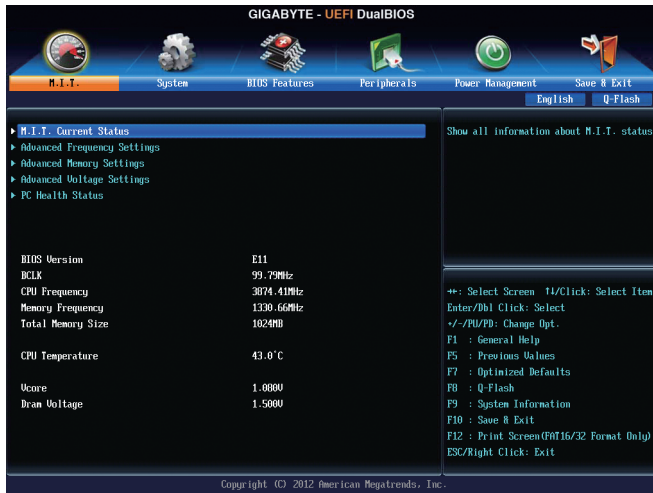 GIGABYTE - UEFI DualBIOS
M.I.T.
System
BIOS Features
Peripherals
Power Management
Save & Exit
English
Q-Flash
M.I.T. Current Status
Advanced Frequency Settings
Advanced Memory Settings
Advanced Voltage Settings
PC Health Status
Show all information about M.I.T. status
BIOS Version E11
BCLK 99.79MHz
CPU Frequency 3874.41MHz
Memory Frequency 1330.66MHz
Total Memory Size 1024MB
CPU Temperature 43.0°C
Vcore 1.080V
Dram Voltage 1.500V
→←: Select Screen ↑↓/Click: Select Item
Enter/Dbl Click: Select
+/-/PU/PD: Change Opt.
F1 : General Help
F5 : Previous Values
F7 : Optimized Defaults
F8 : Q-Flash
F9 : System Information
F10 : Save & Exit
F12 : Print Screen(FAT16/32 Format Only)
ESC/Right Click: Exit
Copyright (C) 2012 American Megatrends, Inc.